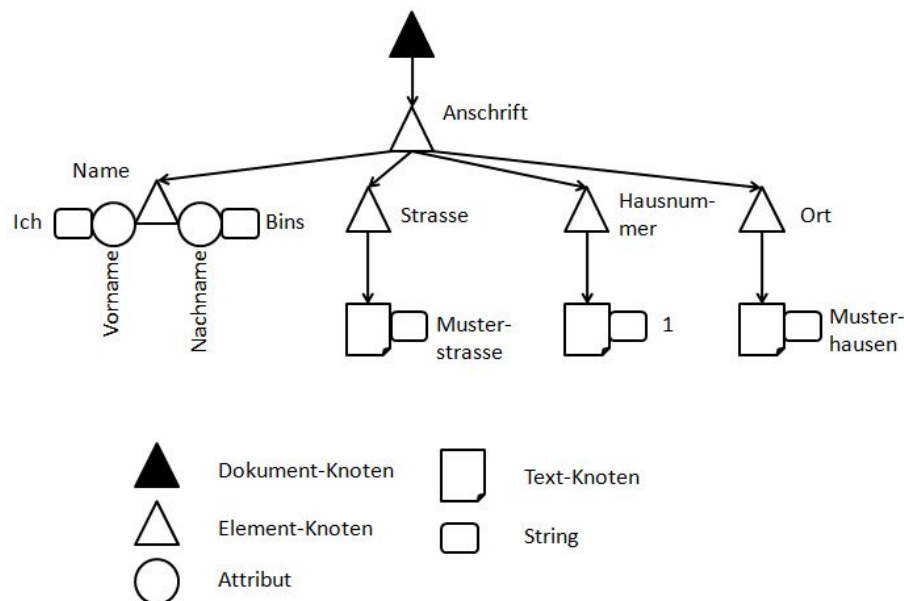 Anschrift
Name
Ich
Bins
Vorname
Nachname
Strasse
Hausnum-
mer
Ort
Muster-
strasse
1
Muster-
hausen
Dokument-Knoten
Text-Knoten
Element-Knoten
String
Attribut